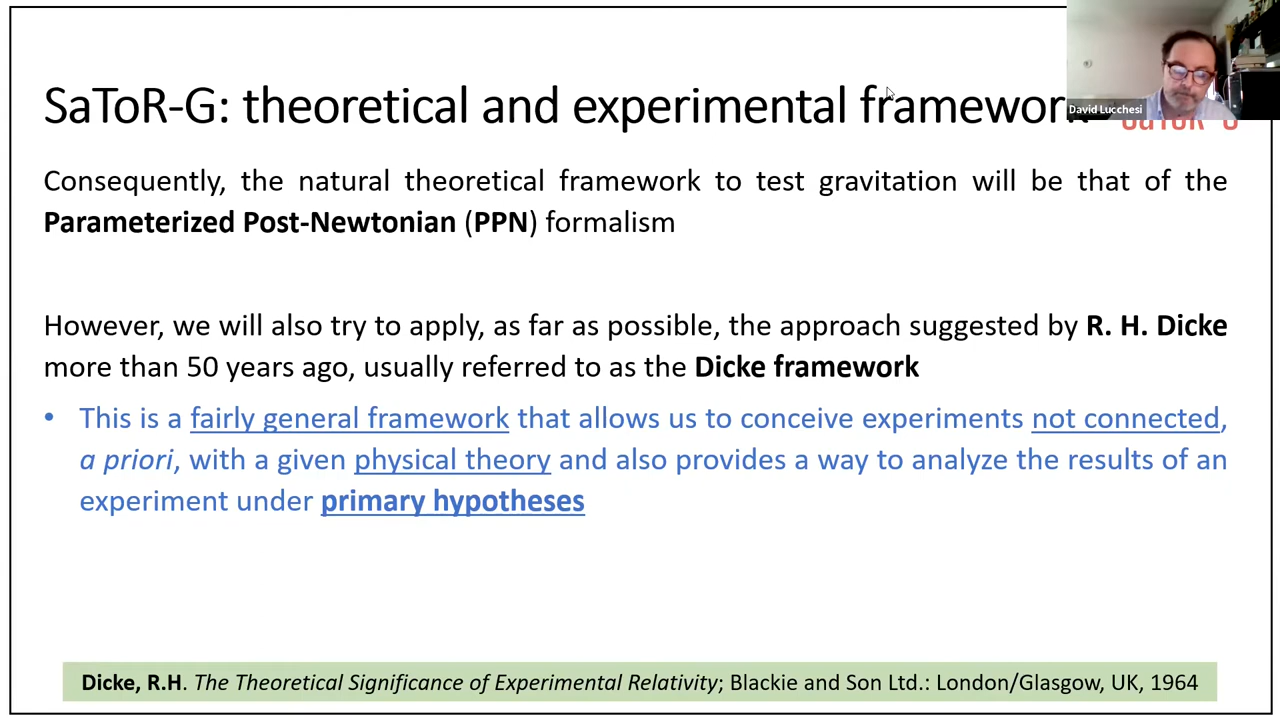 SaToR-G: theoretical and experimental framework
David Lucchesi
Consequently, the natural theoretical framework to test gravitation will be that of the
Parameterized Post-Newtonian (PPN) formalism
However, we will also try to apply, as far as possible, the approach suggested by R. H. Dicke
more than 50 years ago, usually referred to as the Dicke framework
• This is a fairly general framework that allows us to conceive experiments not connected,
a priori, with a given physical theory and also provides a way to analyze the results of an
experiment under primary hypotheses
Dicke, R.H. The Theoretical Significance of Experimental Relativity; Blackie and Son Ltd.: London/Glasgow, UK, 1964